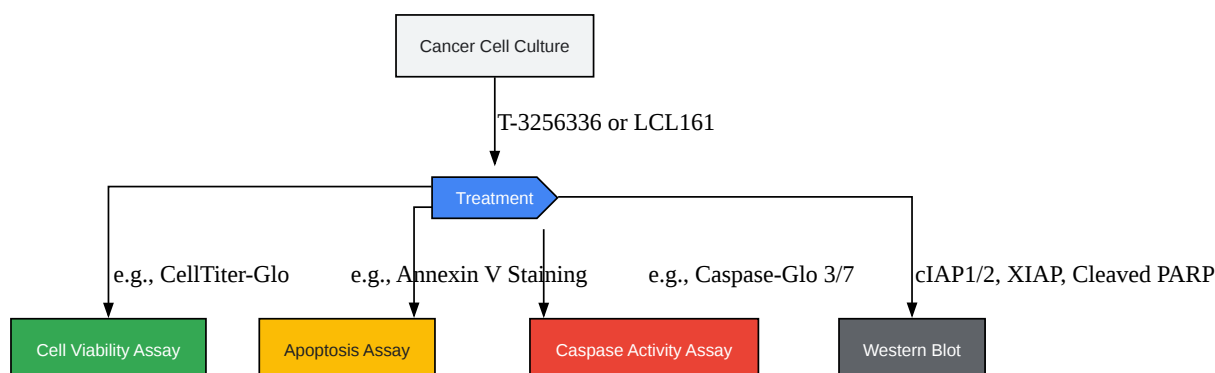 Cancer Cell Culture
T-3256336 or LCL161
Treatment
e.g., CellTiter-Glo
e.g., Annexin V Staining
e.g., Caspase-Glo 3/7
cIAP1/2, XIAP, Cleaved PARP
Cell Viability Assay
Apoptosis Assay
Caspase Activity Assay
Western Blot